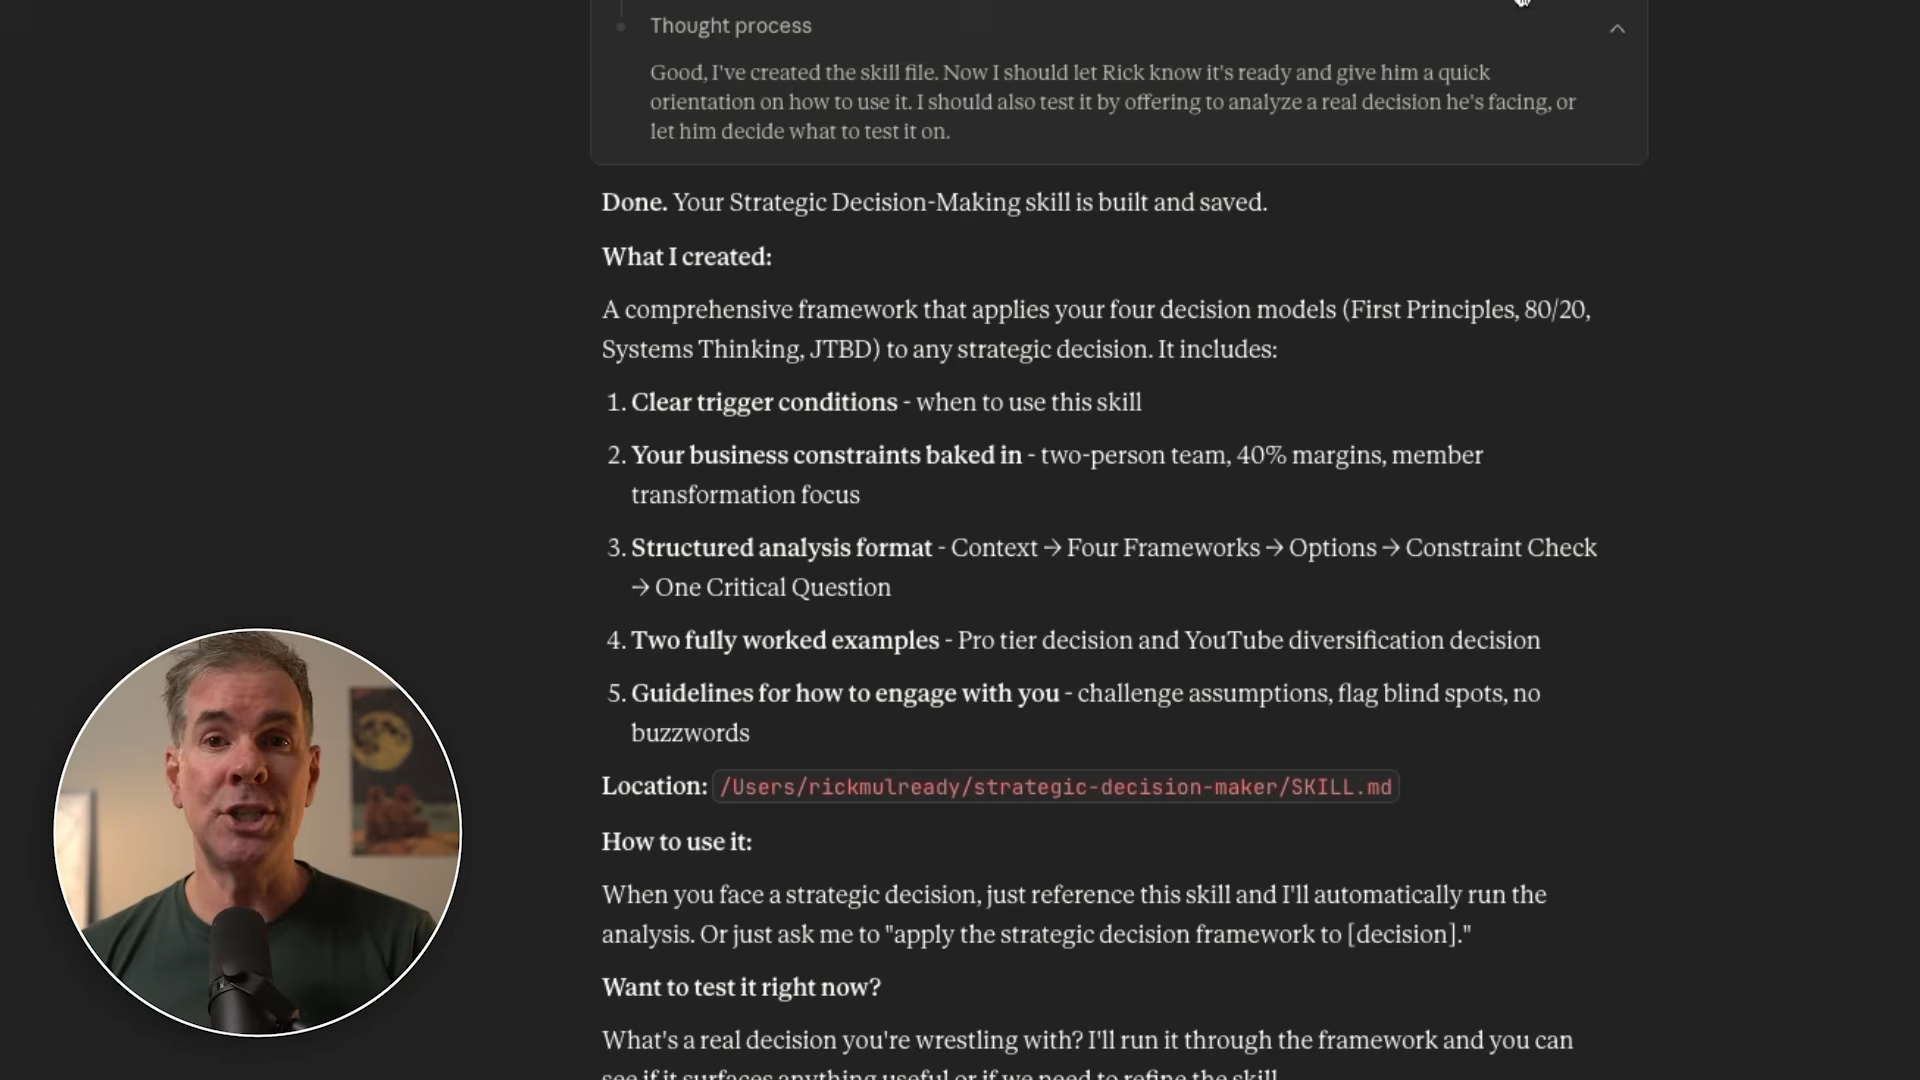 Thought process
Good, I've created the skill file. Now I should let Rick know it's ready and give him a quick
orientation on how to use it. I should also test it by offering to analyze a real decision he's facing, or
let him decide what to test it on.
Done. Your Strategic Decision-Making skill is built and saved.
What I created:
A comprehensive framework that applies your four decision models (First Principles, 80/20,
Systems Thinking, JTBD) to any strategic decision. It includes:
1. Clear trigger conditions - when to use this skill
2. Your business constraints baked in - two-person team, 40% margins, member
transformation focus
3. Structured analysis format - Context → Four Frameworks → Options → Constraint Check
→ One Critical Question
4. Two fully worked examples - Pro tier decision and YouTube diversification decision
5. Guidelines for how to engage with you - challenge assumptions, flag blind spots, no
buzzwords
Location: /Users/rickmulready/strategic-decision-maker/SKILL.md
How to use it:
When you face a strategic decision, just reference this skill and I'll automatically run the
analysis. Or just ask me to "apply the strategic decision framework to [decision]."
Want to test it right now?
What's a real decision you're wrestling with? I'll run it through the framework and you can
see if it surfaces anything useful or if we need to refine the skill.